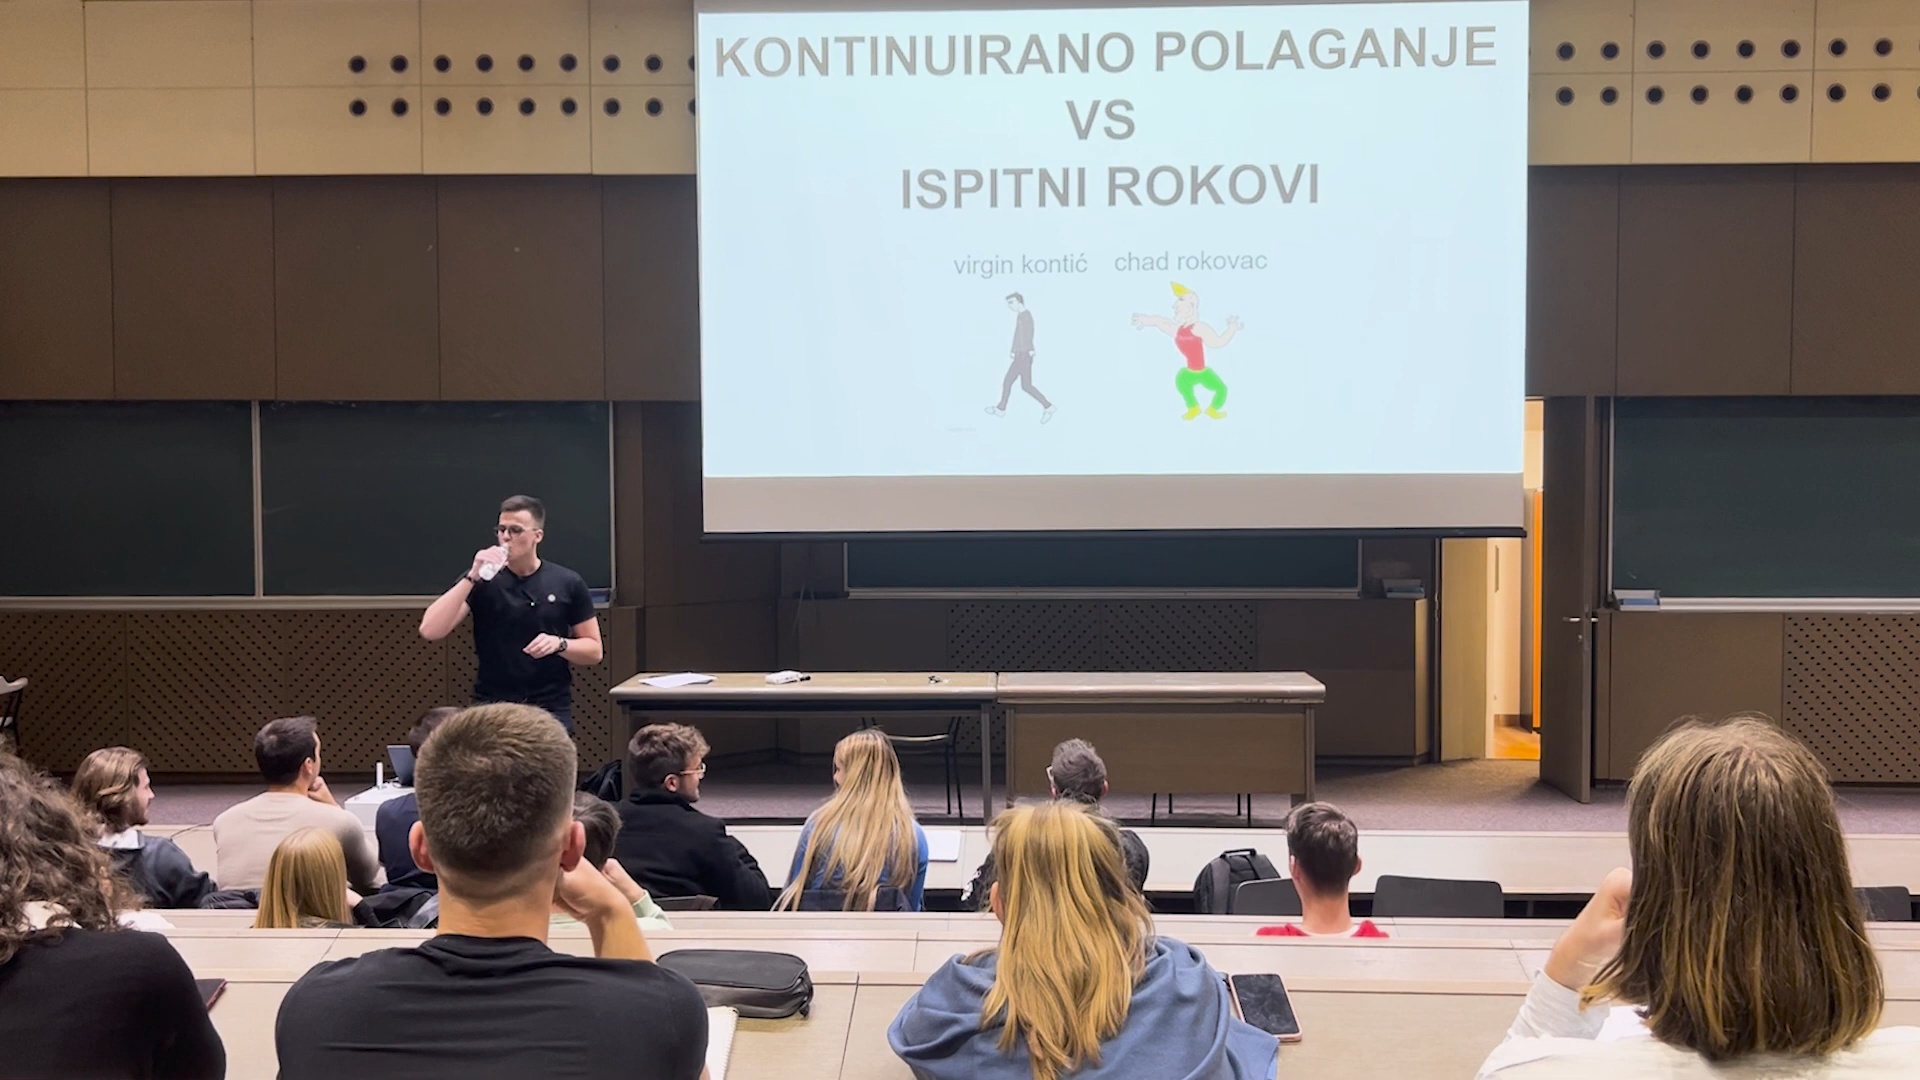 KONTINUIRANO POLAGANJE
VS
ISPITNI ROKOVI
virgin kontić chad rokovac